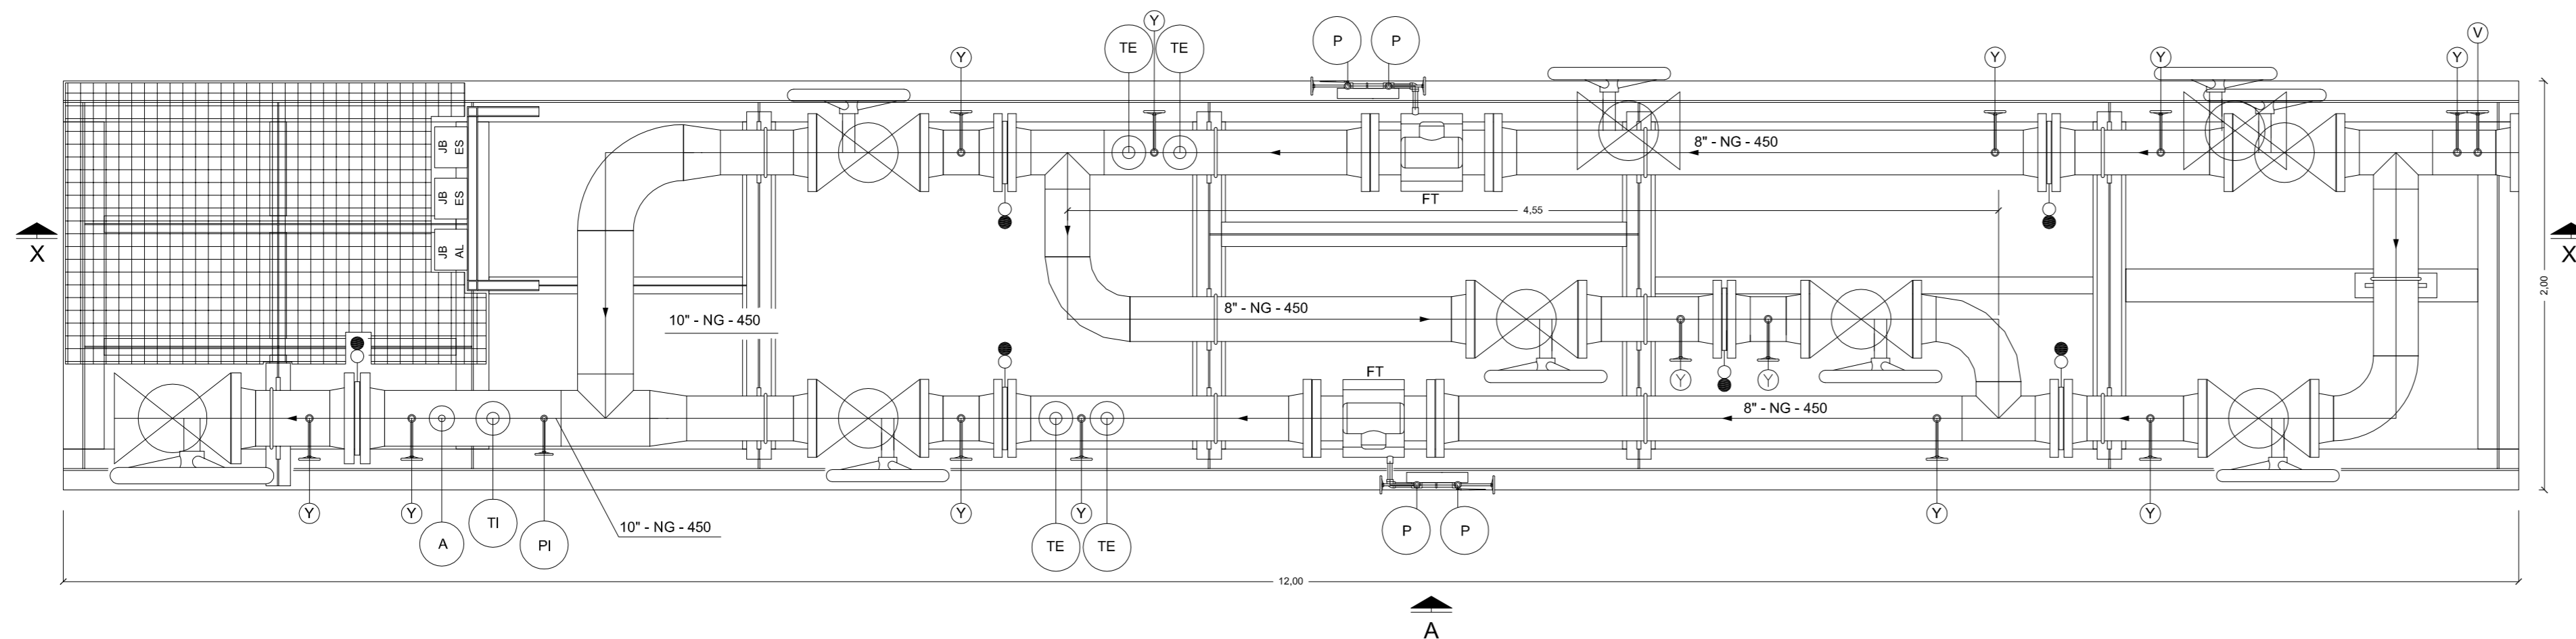 Y
V
P
P
TE
TE
Y
Y
Y
Y
JB
ES
8" - NG - 450
JB
ES
FT
4,55
JB
AL
X
X
2,00
8" - NG - 450
10" - NG - 450
FT
Y
Y
8" - NG - 450
Y
Y
A
TI
PI
10" - NG - 450
Y
Y
TE
TE
P
P
Y
Y
12,00
A